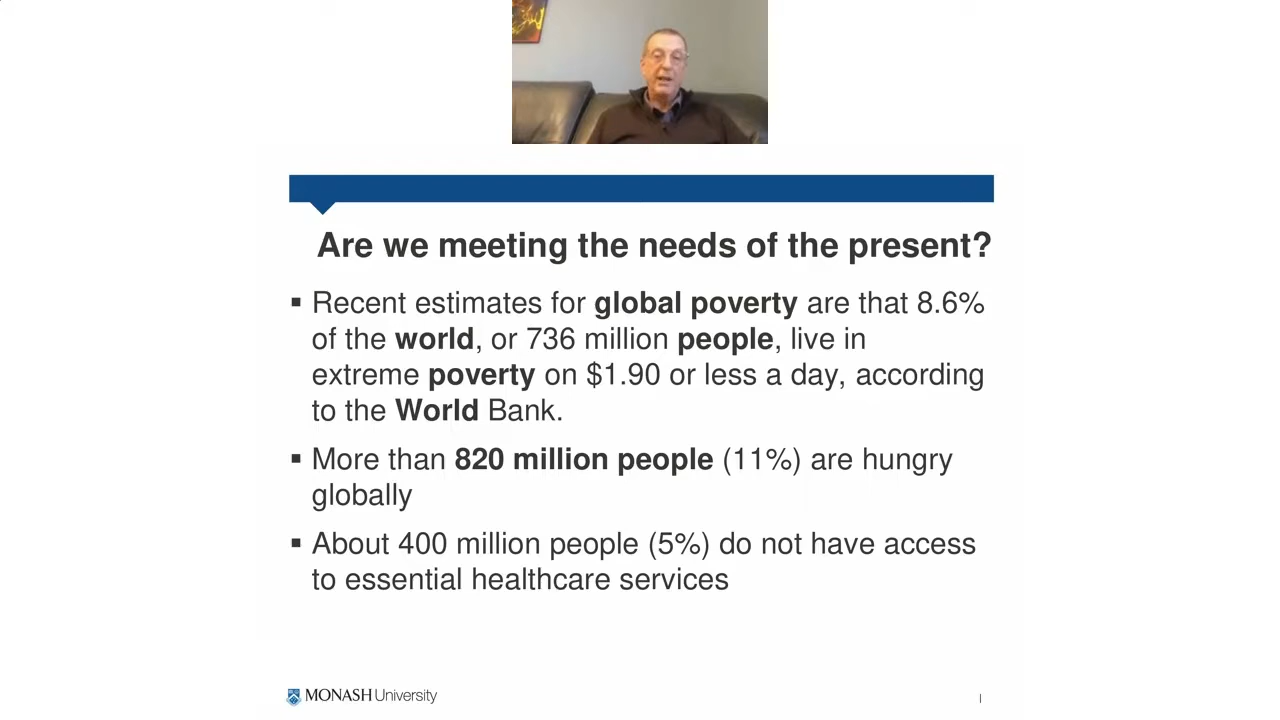 Are we meeting the needs of the present?
▪ Recent estimates for global poverty are that 8.6%
of the world, or 736 million people, live in
extreme poverty on $1.90 or less a day, according
to the World Bank.
▪ More than 820 million people (11%) are hungry
globally
▪ About 400 million people (5%) do not have access
to essential healthcare services
MONASH University